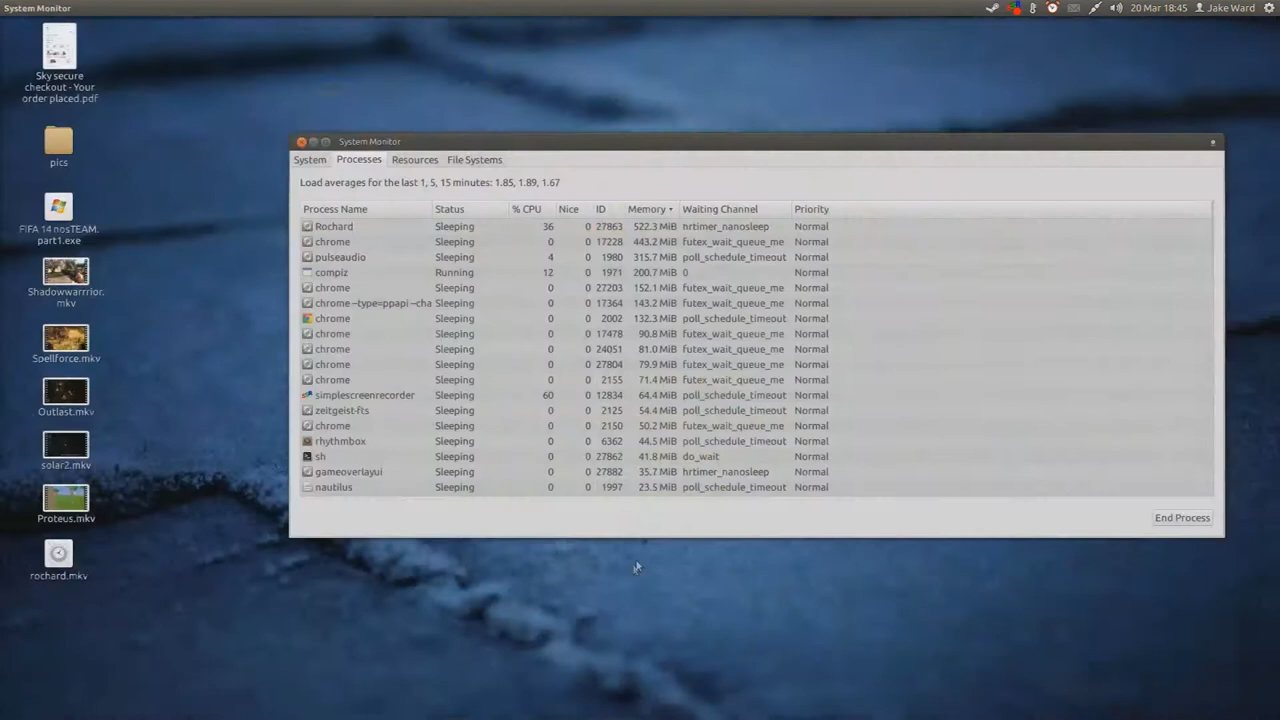 System Monitor
20 Mar 18:45 Jake Ward
Sky secure
checkout - Your
order placed.pdf
pics
FIFA 14 nosTEAM.
part1.exe
Shadowwarrrior.
mkv
Spellforce.mkv
Outlast.mkv
solar2.mkv
Proteus.mkv
rochard.mkv
System Monitor
System Processes Resources File Systems
Load averages for the last 1, 5, 15 minutes: 1.85, 1.89, 1.67
Process Name Status % CPU Nice ID Memory Waiting Channel Priority
Rochard Sleeping 36 0 27863 522.3 MiB hrtimer_nanosleep Normal
chrome Sleeping 0 0 17228 443.2 MiB futex_wait_queue_me Normal
pulseaudio Sleeping 4 0 1980 315.7 MiB poll_schedule_timeout Normal
compiz Running 12 0 1971 200.7 MiB 0 Normal
chrome Sleeping 0 0 27203 152.1 MiB futex_wait_queue_me Normal
chrome --type=ppapi --cha Sleeping 0 0 17364 143.2 MiB futex_wait_queue_me Normal
chrome Sleeping 0 0 2002 132.3 MiB poll_schedule_timeout Normal
chrome Sleeping 0 0 17478 90.8 MiB futex_wait_queue_me Normal
chrome Sleeping 0 0 24051 81.0 MiB futex_wait_queue_me Normal
chrome Sleeping 0 0 27804 79.9 MiB futex_wait_queue_me Normal
chrome Sleeping 0 0 2155 71.4 MiB futex_wait_queue_me Normal
simplescreenrecorder Sleeping 60 0 12834 64.4 MiB poll_schedule_timeout Normal
zeitgeist-fts Sleeping 0 0 2125 54.4 MiB poll_schedule_timeout Normal
chrome Sleeping 0 0 2150 50.2 MiB futex_wait_queue_me Normal
rhythmbox Sleeping 0 0 6362 44.5 MiB poll_schedule_timeout Normal
sh Sleeping 0 0 27862 41.8 MiB do_wait Normal
gameoverlayui Sleeping 0 0 27882 35.7 MiB hrtimer_nanosleep Normal
nautilus Sleeping 0 0 1997 23.5 MiB poll_schedule_timeout Normal
End Process